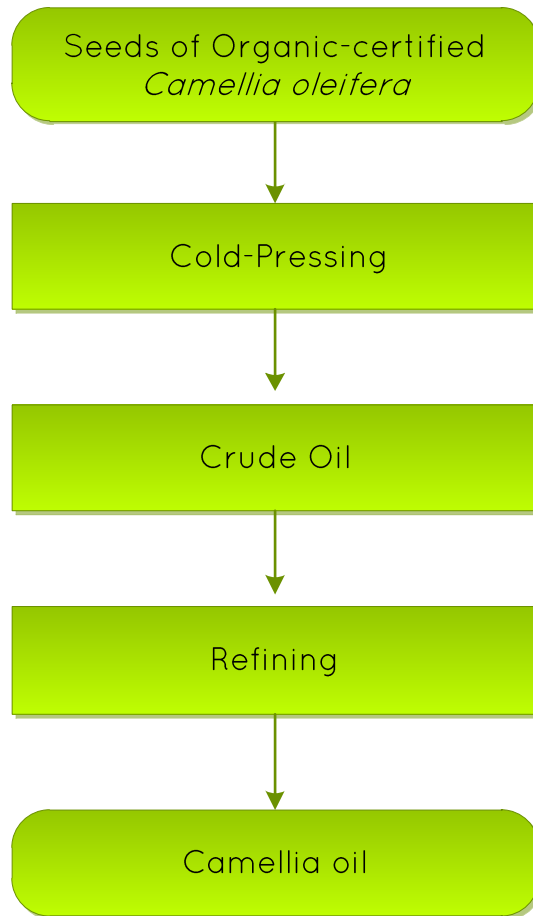 Seeds of Organic-certified
Camellia oleifera
Cold-Pressing
Crude Oil
Refining
Camellia oil